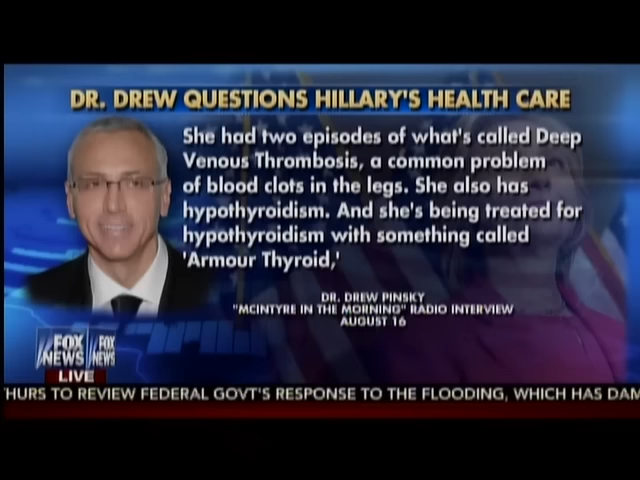 DR. DREW QUESTIONS HILLARY'S HEALTH CARE
She had two episodes of what's called Deep
Venous Thrombosis, a common problem
of blood clots in the legs. She also has
hypothyroidism. And she's being treated for
hypothyroidism with something called
'Armour Thyroid,'
DR. DREW PINSKY
"MCINTYRE IN THE MORNING" RADIO INTERVIEW
AUGUST 16
FOX NEWS
FOX NEWS
LIVE
THURS TO REVIEW FEDERAL GOVT'S RESPONSE TO THE FLOODING, WHICH HAS DAM